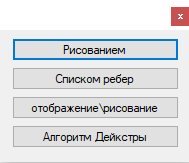 Рисованием
Списком ребер
отображение\рисование
Алгоритм Дейкстры